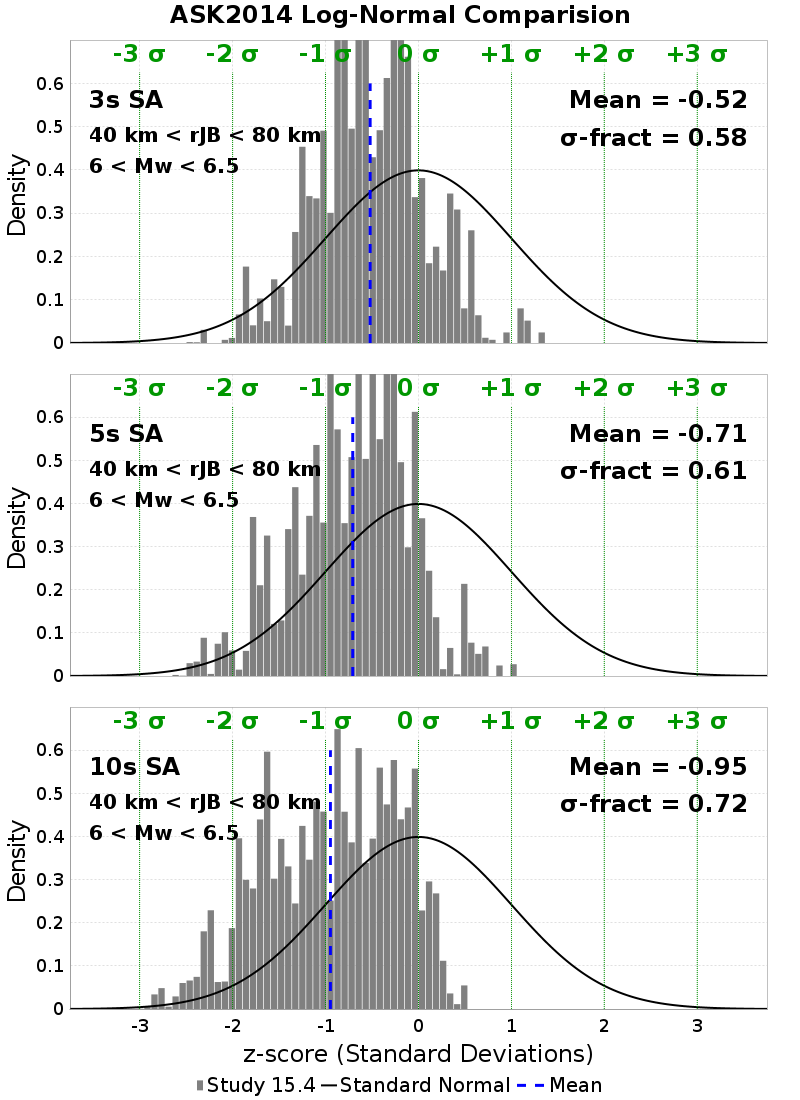 ASK2014 Log-Normal Comparision
-3 σ -2 σ -1 σ 0 σ +1 σ +2 σ +3 σ
3s SA
40 km < rJB < 80 km
6 < Mw < 6.5
Mean = -0.52
σ-fract = 0.58
Density
0.6
0.5
0.4
0.3
0.2
0.1
0
-3 σ -2 σ -1 σ 0 σ +1 σ +2 σ +3 σ
5s SA
40 km < rJB < 80 km
6 < Mw < 6.5
Mean = -0.71
σ-fract = 0.61
Density
0.6
0.5
0.4
0.3
0.2
0.1
0
-3 σ -2 σ -1 σ 0 σ +1 σ +2 σ +3 σ
10s SA
40 km < rJB < 80 km
6 < Mw < 6.5
Mean = -0.95
σ-fract = 0.72
Density
0.6
0.5
0.4
0.3
0.2
0.1
0
-3 -2 -1 0 1 2 3
z-score (Standard Deviations)
Study 15.4 Standard Normal Mean